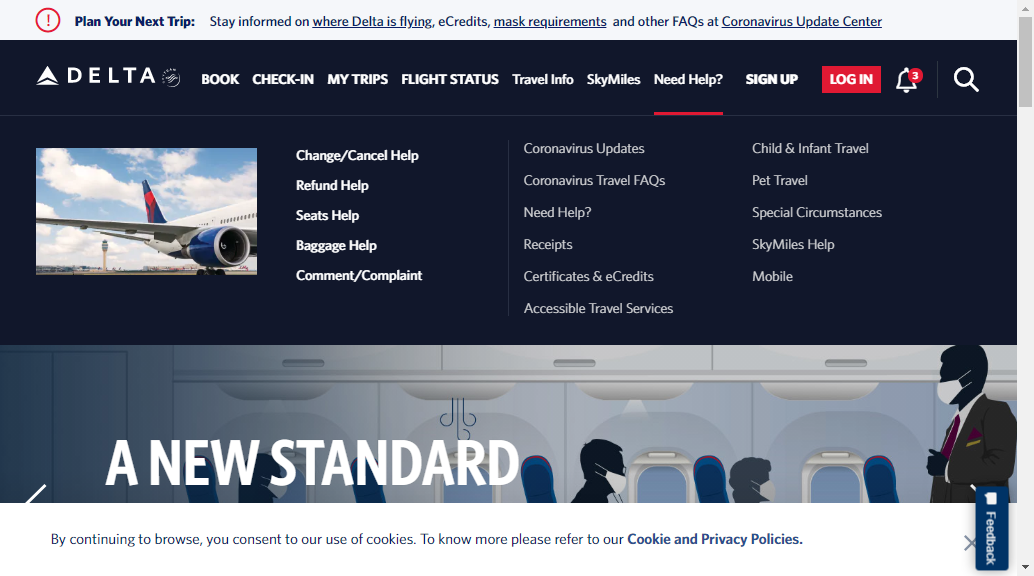 Plan Your Next Trip: Stay informed on where Delta is flying, eCredits, mask requirements and other FAQs at Coronavirus Update Center
DELTA BOOK CHECK-IN MY TRIPS FLIGHT STATUS Travel Info SkyMiles Need Help? SIGN UP LOG IN 3
Change/Cancel Help
Refund Help
Seats Help
Baggage Help
Comment/Complaint
Coronavirus Updates
Coronavirus Travel FAQs
Need Help?
Receipts
Certificates & eCredits
Accessible Travel Services
Child & Infant Travel
Pet Travel
Special Circumstances
SkyMiles Help
Mobile
A NEW STANDARD
Feedback
By continuing to browse, you consent to our use of cookies. To know more please refer to our Cookie and Privacy Policies.